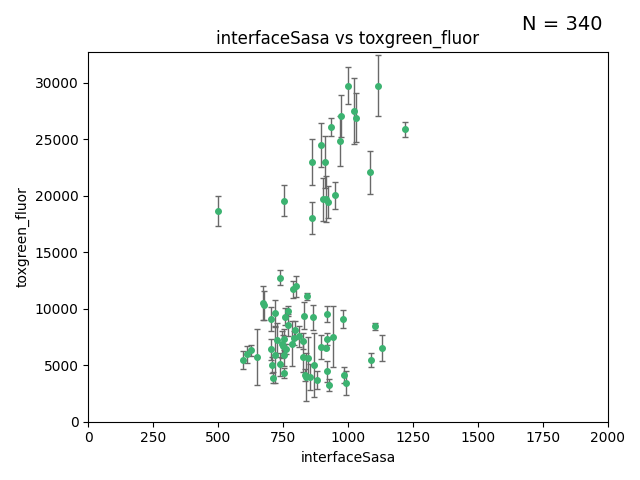 N = 340
interfaceSasa vs toxgreen_fluor
30000
25000
20000
15000
10000
5000
0
toxgreen_fluor
0 250 500 750 1000 1250 1500 1750 2000
interfaceSasa